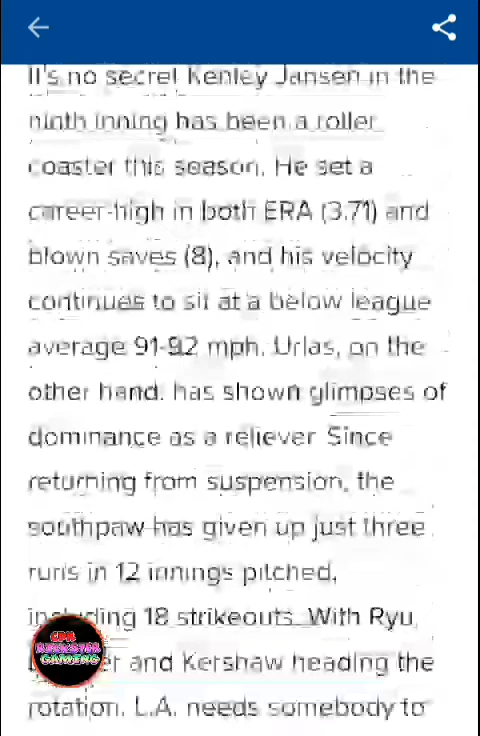 It's no secret Kenley Jansen in the
ninth inning has been a roller
coaster this season. He set a
career-high in both ERA (3.71) and
blown saves (8), and his velocity
continues to sit at a below league
average 91-92 mph. Urias, on the
other hand, has shown glimpses of
dominance as a reliever. Since
returning from suspension, the
southpaw has given up just three
runs in 12 innings pitched,
including 18 strikeouts. With Ryu,
er and Kershaw heading the
rotation, L.A. needs somebody to
GAMING